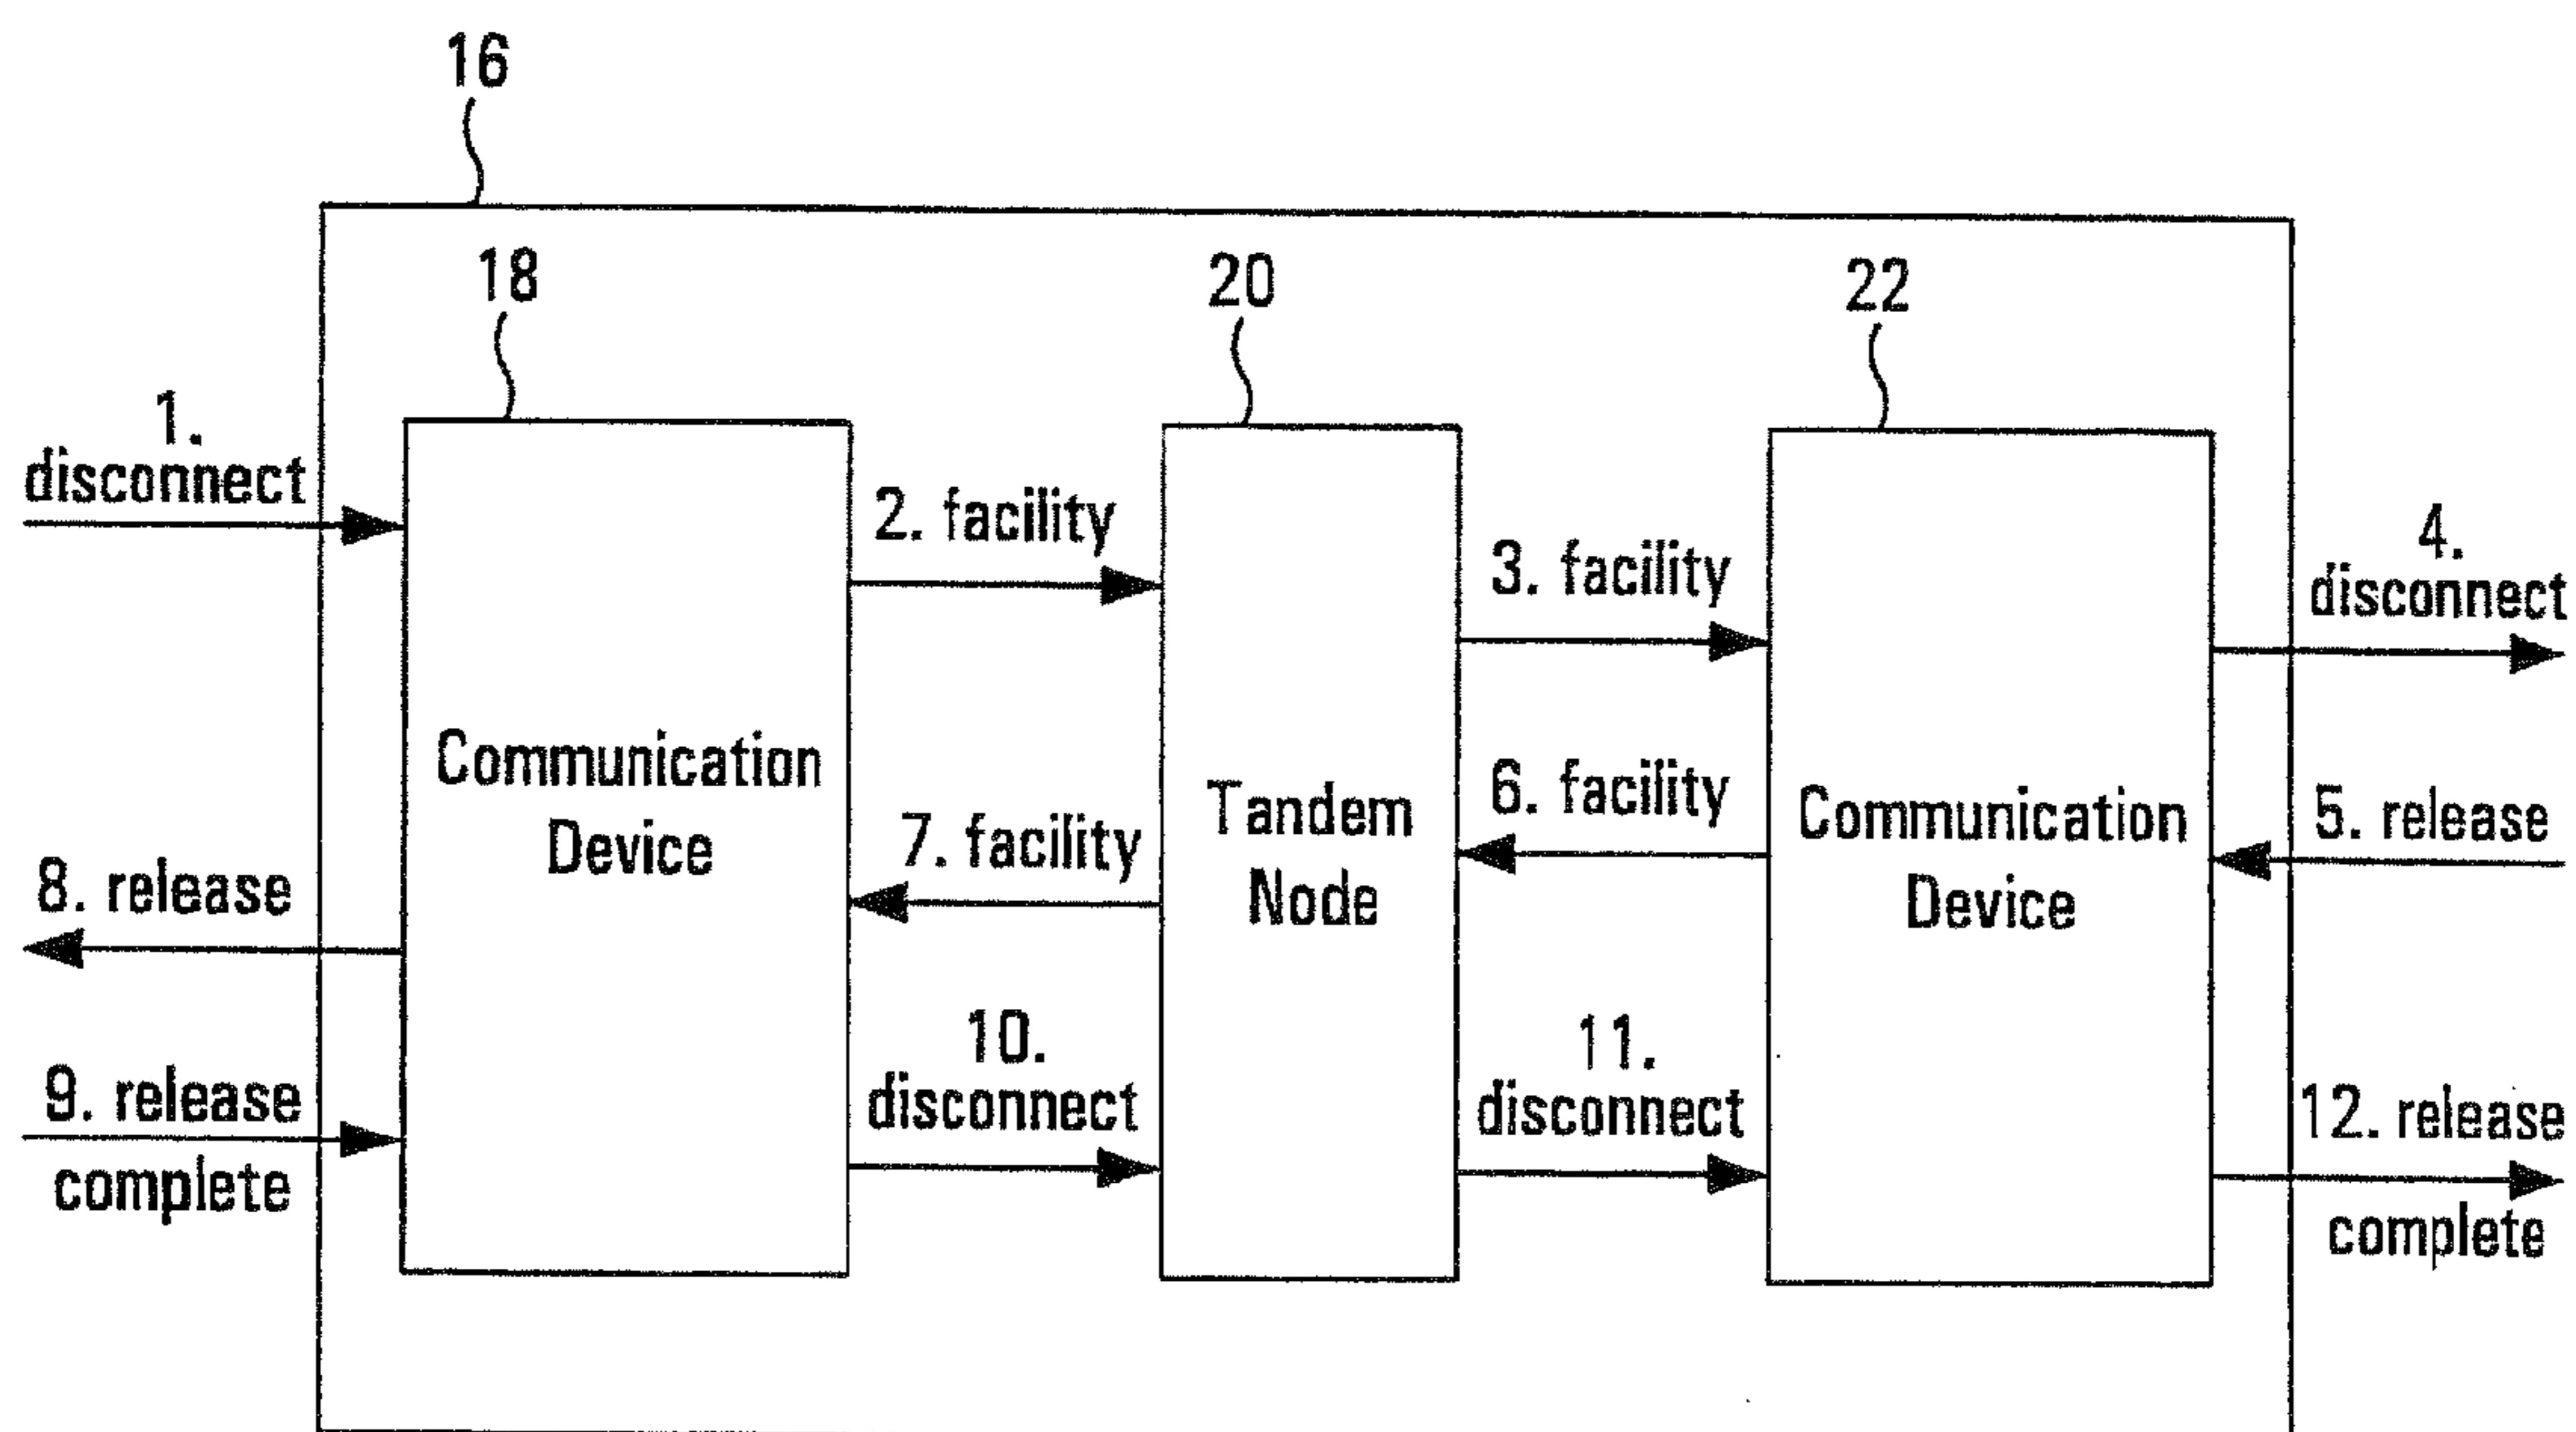 16
18
20
22
1.
disconnect
2. facility
3. facility
4.
disconnect
Communication
Device
Tandem
Node
Communication
Device
6. facility
5. release
7. facility
8. release
10.
disconnect
11.
disconnect
9. release
complete
12. release
complete